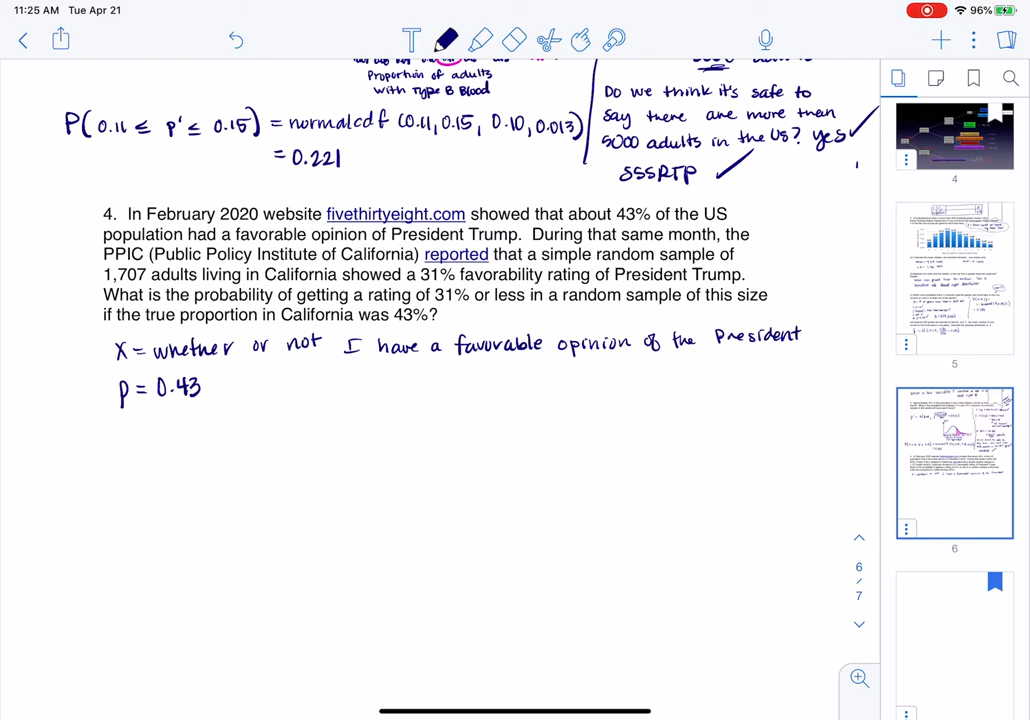 11:25 AM Tue Apr 21
96%
Proportion of adults
with Type B Blood
P(0.11 ≤ p' ≤ 0.15) = normalcdf (0.11, 0.15, 0.10, 0.013)
= 0.221
Do we think it's safe to
say there are more than
5000 adults in the US? yes ✓
SSSRTP ✓
4. In February 2020 website fivethirtyeight.com showed that about 43% of the US
population had a favorable opinion of President Trump. During that same month, the
PPIC (Public Policy Institute of California) reported that a simple random sample of
1,707 adults living in California showed a 31% favorability rating of President Trump.
What is the probability of getting a rating of 31% or less in a random sample of this size
if the true proportion in California was 43%?
X = whether or not I have a favorable opinion of the President
p = 0.43
4
5
6
6
/
7